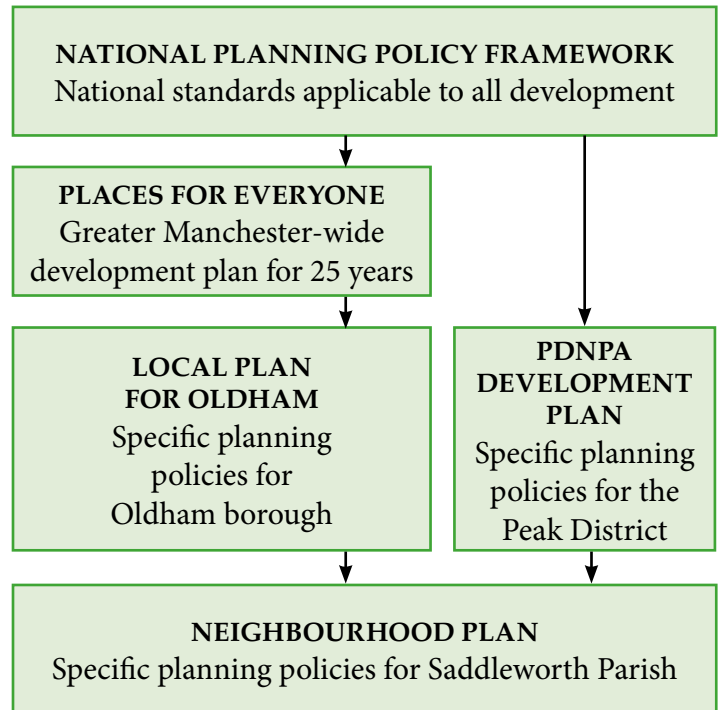 NATIONAL PLANNING POLICY FRAMEWORK
National standards applicable to all development
PLACES FOR EVERYONE
Greater Manchester-wide
development plan for 25 years
LOCAL PLAN
FOR OLDHAM
Specific planning
policies for
Oldham borough
PDNPA
DEVELOPMENT
PLAN
Specific planning
policies for the
Peak District
NEIGHBOURHOOD PLAN
Specific planning policies for Saddleworth Parish